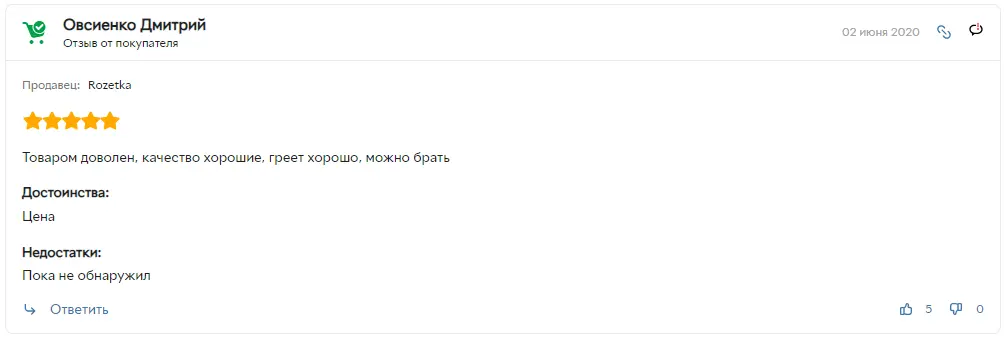 Овсиенко Дмитрий
Отзыв от покупателя
02 июня 2020
Продавец: Rozetka
Товаром доволен, качество хорошие, греет хорошо, можно брать
Достоинства:
Цена
Недостатки:
Пока не обнаружил
Ответить
5 0